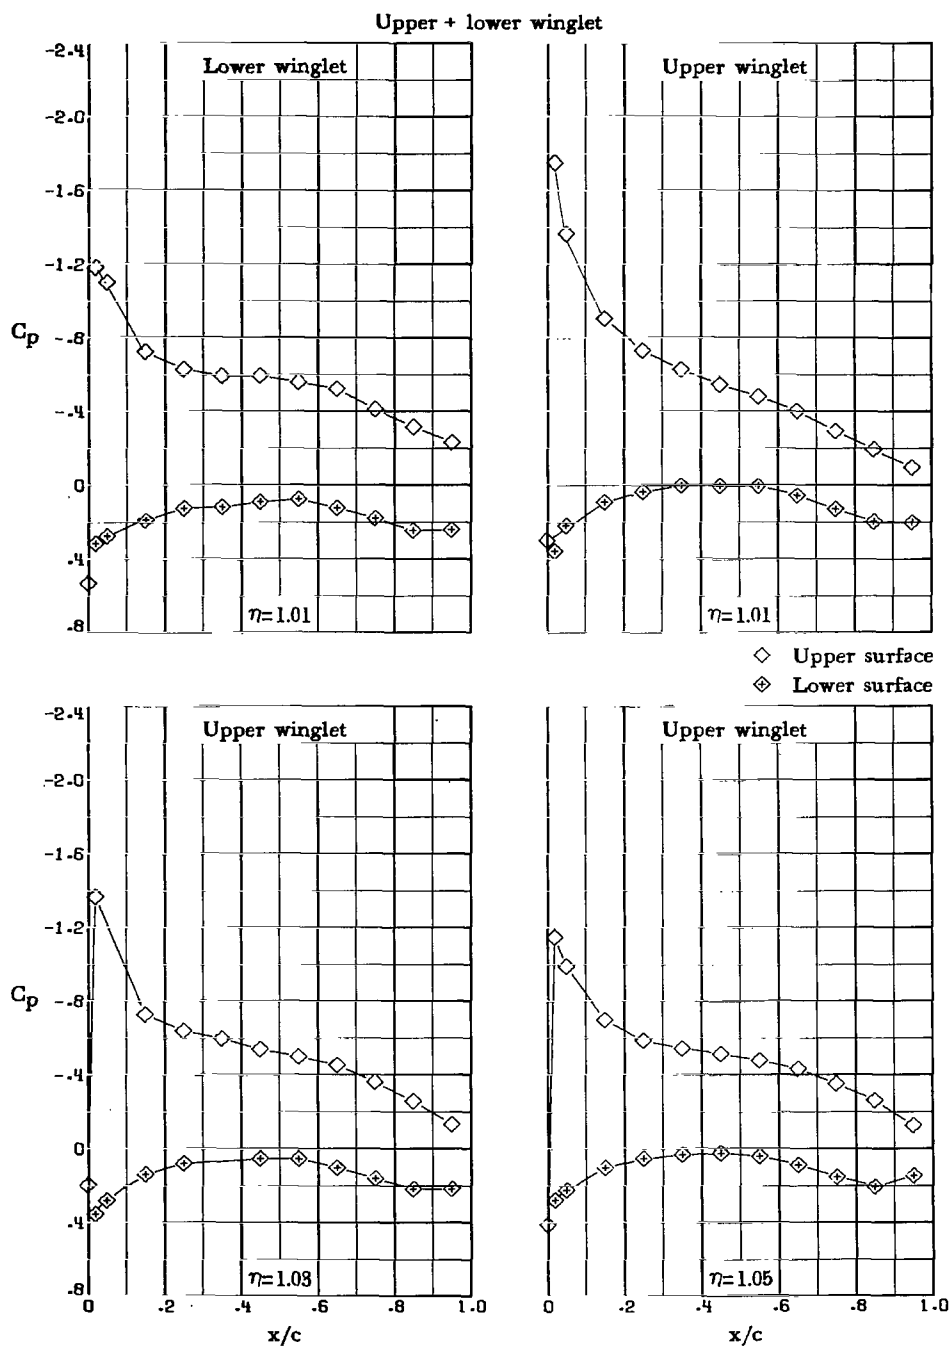 Upper + lower winglet
Lower winglet
Upper winglet
-2.4
-2.0
-1.6
-1.2
-.8
-.4
0
.4
.8
Cp
η=1.01
η=1.01
◇ Upper surface
Lower surface
Upper winglet
Upper winglet
-2.4
-2.0
-1.6
-1.2
-.8
-.4
0
.4
.8
Cp
η=1.03
η=1.05
0 .2 .4 .6 .8 1.0
0 .2 .4 .6 .8 1.0
x/c
x/c